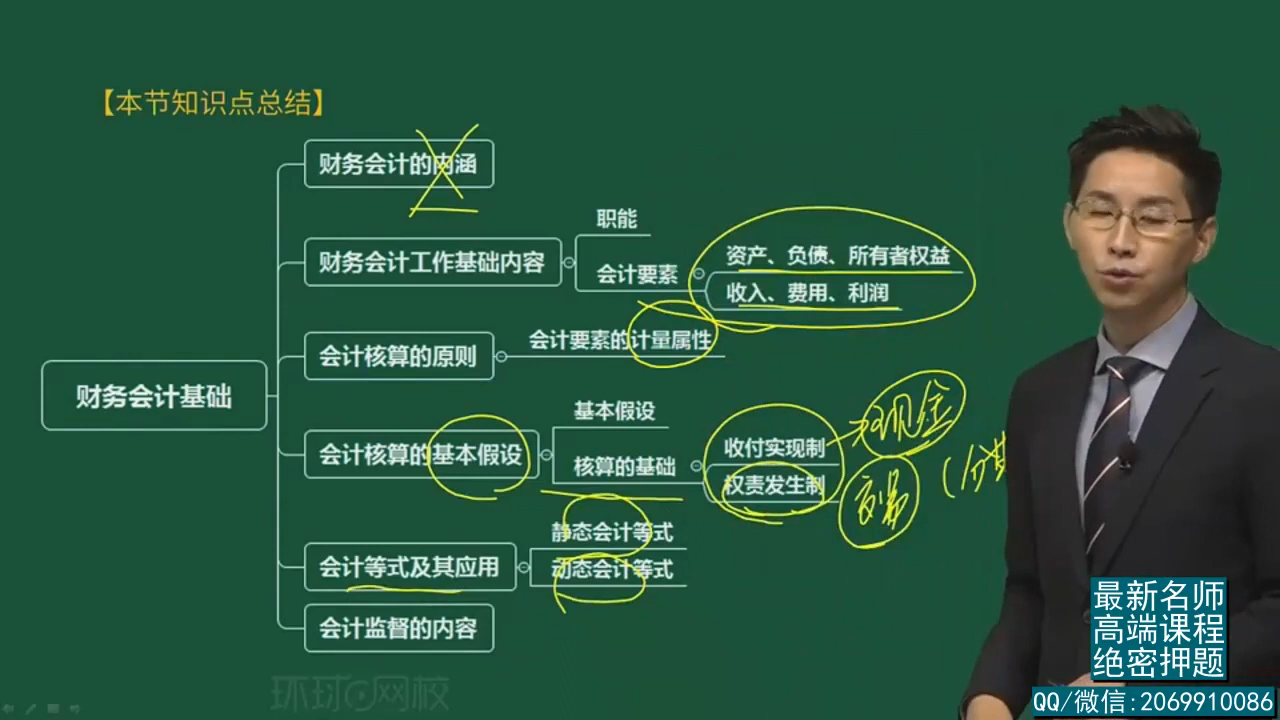 【本节知识点总结】
财务会计的内涵
职能
财务会计工作基础内容
会计要素
资产、负债、所有者权益
收入、费用、利润
会计核算的原则
会计要素的计量属性
财务会计基础
会计核算的基本假设
基本假设
核算的基础
收付实现制
权责发生制
现金
交易
会计等式及其应用
静态会计等式
动态会计等式
会计监督的内容
环球网校
最新名师
高端课程
绝密押题
QQ/微信:2069910086